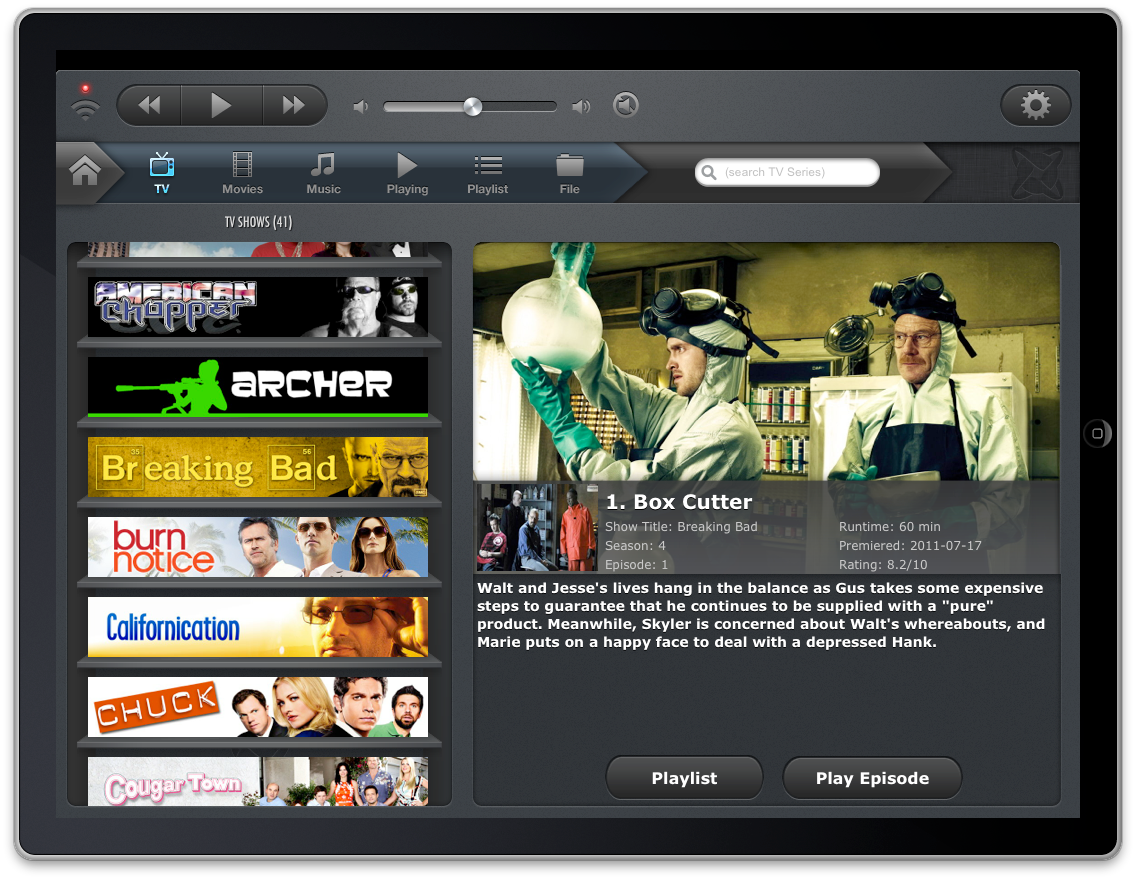 TV
Movies
Music
Playing
Playlist
File
(search TV Series)
TV SHOWS (41)
AMERICAN
chopper
ARCHER
35
56
Breaking Bad
burn
notice
Californication
CHUCK
Cougar Town
1. Box Cutter
Show Title: Breaking Bad
Runtime: 60 min
Season: 4
Premiered: 2011-07-17
Episode: 1
Rating: 8.2/10
Walt and Jesse's lives hang in the balance as Gus takes some expensive
steps to guarantee that he continues to be supplied with a "pure"
product. Meanwhile, Skyler is concerned about Walt's whereabouts, and
Marie puts on a happy face to deal with a depressed Hank.
Playlist
Play Episode